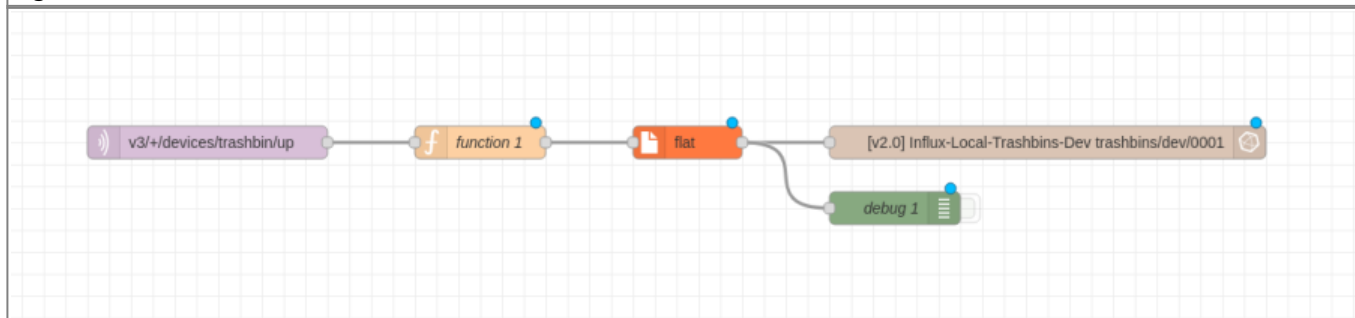 v3/+/devices/trashbin/up
function 1
flat
[v2.0] Influx-Local-Trashbins-Dev trashbins/dev/0001
debug 1